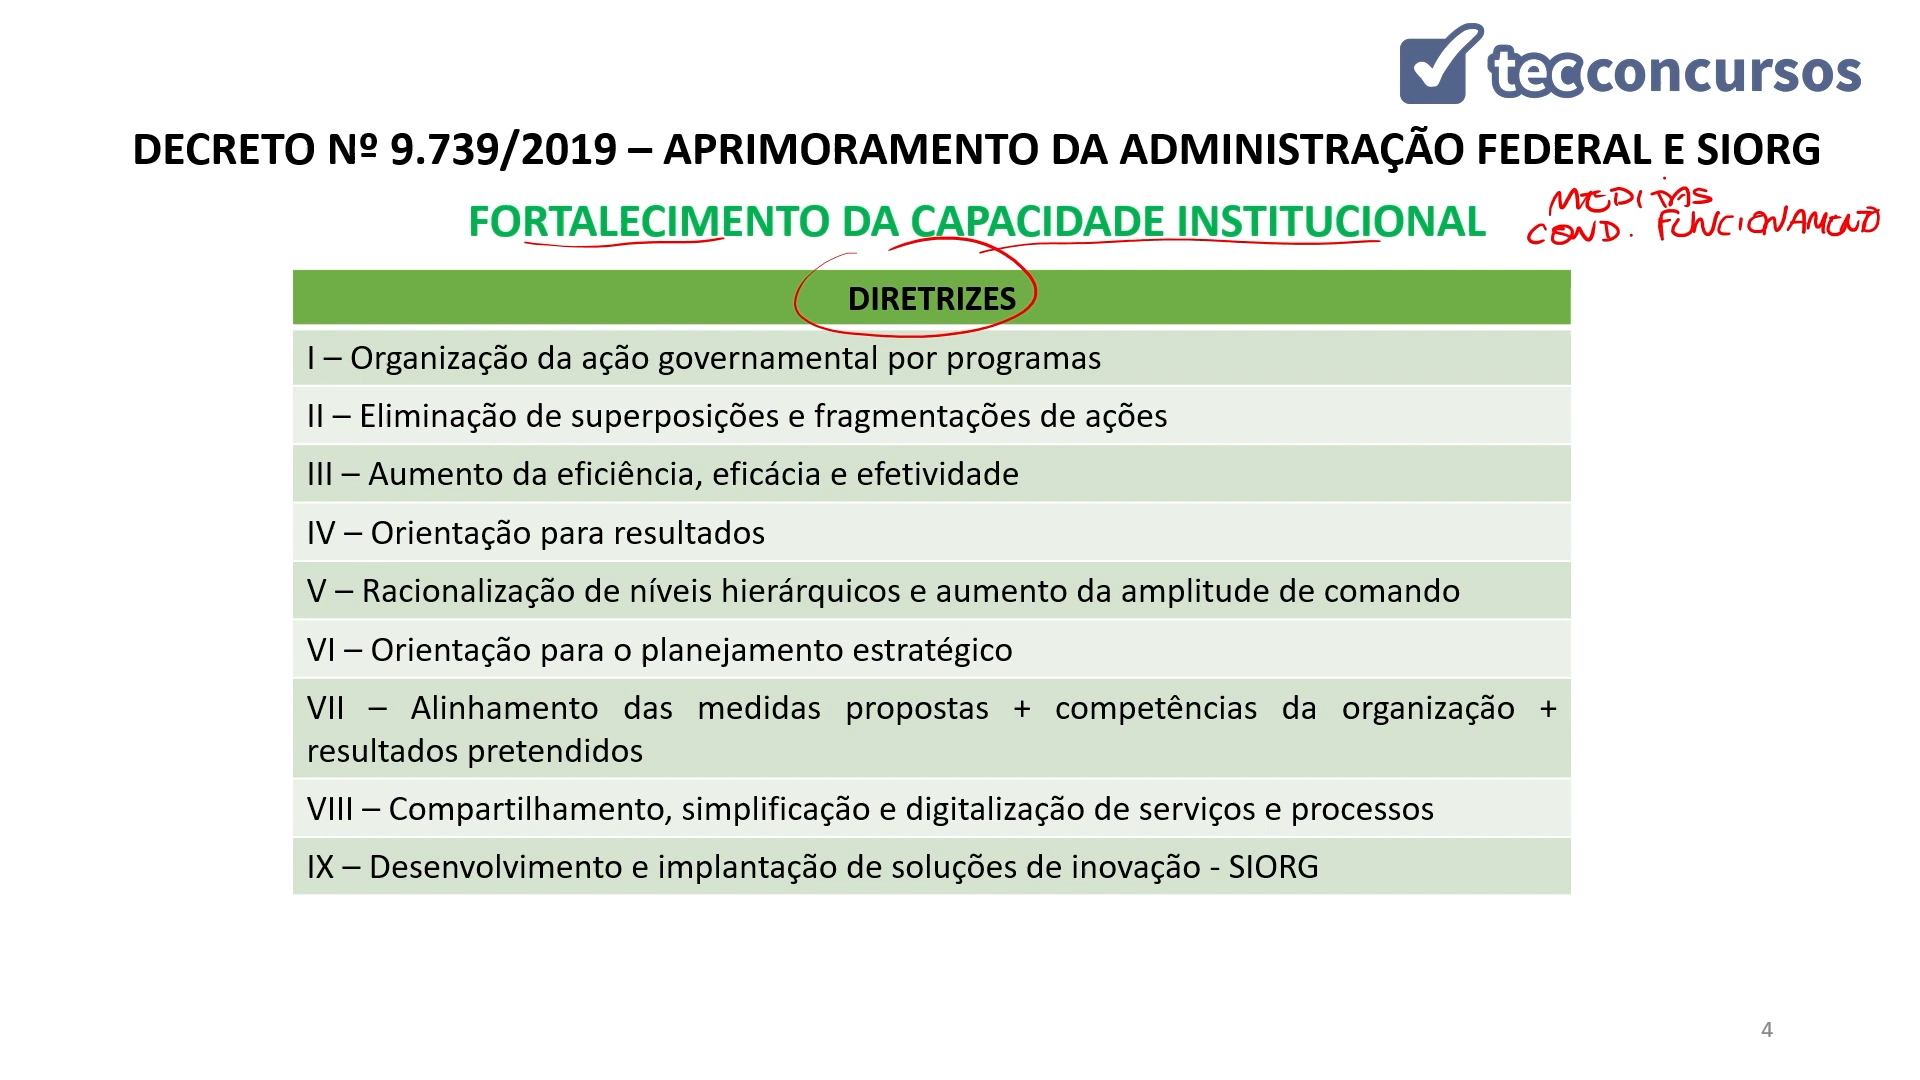 tecconcursos
DECRETO Nº 9.739/2019 – APRIMORAMENTO DA ADMINISTRAÇÃO FEDERAL E SIORG
FORTALECIMENTO DA CAPACIDADE INSTITUCIONAL
MEDIDAS
COND. FUNCIONAMENTO
DIRETRIZES
I – Organização da ação governamental por programas
II – Eliminação de superposições e fragmentações de ações
III – Aumento da eficiência, eficácia e efetividade
IV – Orientação para resultados
V – Racionalização de níveis hierárquicos e aumento da amplitude de comando
VI – Orientação para o planejamento estratégico
VII – Alinhamento das medidas propostas + competências da organização +
resultados pretendidos
VIII – Compartilhamento, simplificação e digitalização de serviços e processos
IX – Desenvolvimento e implantação de soluções de inovação - SIORG
4